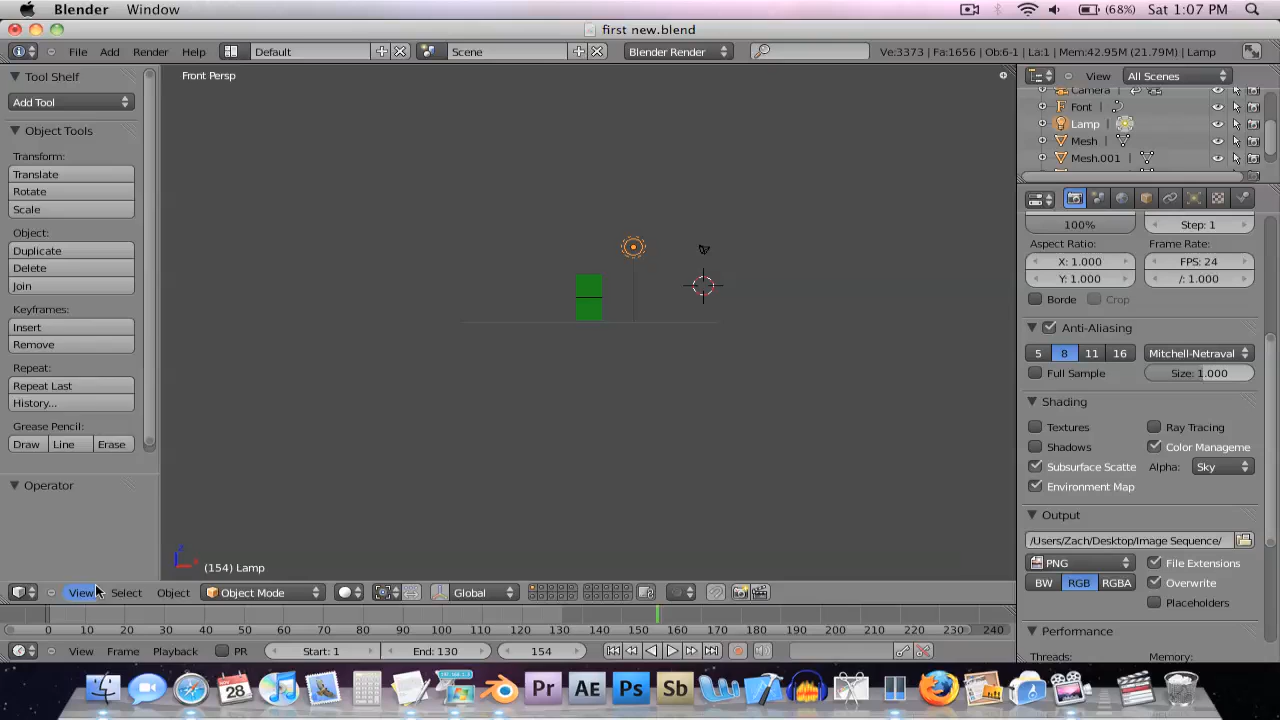 Blender Window (68%) Sat 1:07 PM
first new.blend
File Add Render Help Default Scene Blender Render Ve:3373 | Fa:1656 | Ob:6-1 | La:1 | Mem:42.95M (21.79M) | Lamp
Tool Shelf
Add Tool
Object Tools
Transform:
Translate
Rotate
Scale
Object:
Duplicate
Delete
Join
Keyframes:
Insert
Remove
Repeat:
Repeat Last
History...
Grease Pencil:
Draw Line Erase
Operator
Front Persp
(154) Lamp
View All Scenes
Camera
Font
Lamp
Mesh
Mesh.001
100% Step: 1
Aspect Ratio: Frame Rate:
X: 1.000 FPS: 24
Y: 1.000 /: 1.000
Borde Crop
Anti-Aliasing
5 8 11 16 Mitchell-Netraval
Full Sample Size: 1.000
Shading
Textures Ray Tracing
Shadows Color Manageme
Subsurface Scatte Alpha: Sky
Environment Map
Output
/Users/Zach/Desktop/Image Sequence/
PNG File Extensions
BW RGB RGBA Overwrite
Placeholders
Performance
Threads: Memory:
View Select Object Object Mode Global
0 10 20 30 40 50 60 70 80 90 100 110 120 130 140 150 160 170 180 190 200 210 220 230 240
View Frame Playback PR Start: 1 End: 130 154
192.168.5.3
Pr AE Ps Sb